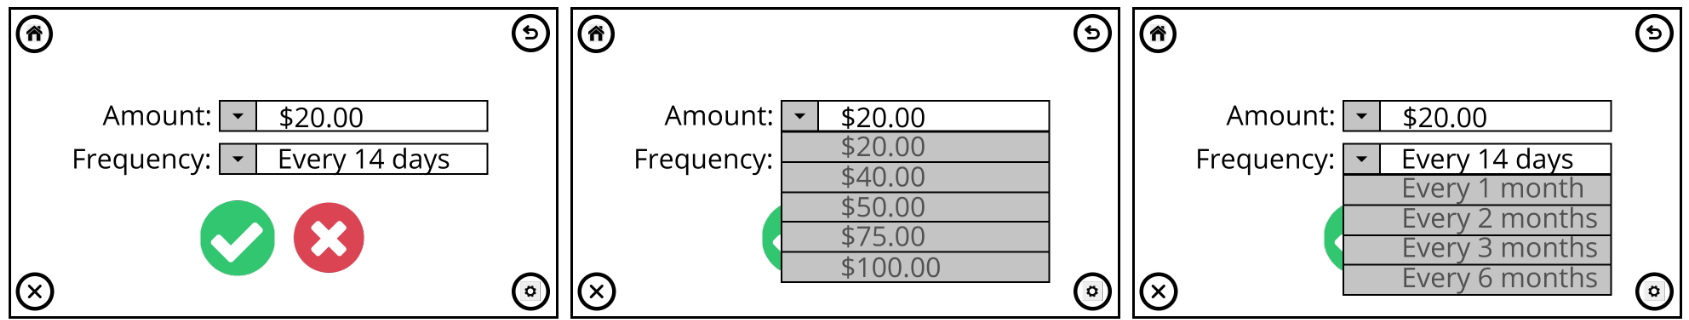 Amount: $20.00
Frequency: Every 14 days
Amount: $20.00
$20.00
Frequency:
$40.00
$50.00
$75.00
$100.00
Amount: $20.00
Frequency: Every 14 days
Every 1 month
Every 2 months
Every 3 months
Every 6 months